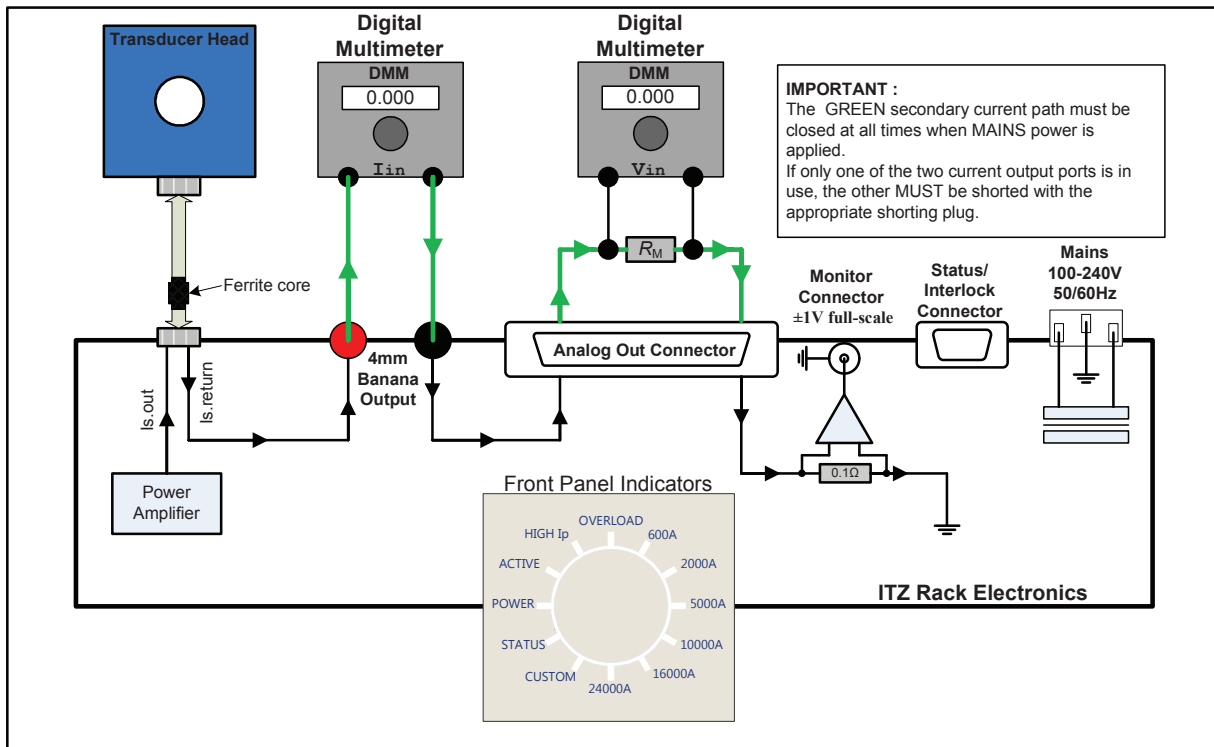 Transducer Head
Digital
Multimeter
DMM
0.000
Iin
Digital
Multimeter
DMM
0.000
Vin
IMPORTANT :
The GREEN secondary current path must be
closed at all times when MAINS power is
applied.
If only one of the two current output ports is in
use, the other MUST be shorted with the
appropriate shorting plug.
RM
Ferrite core
Monitor
Connector
±1V full-scale
Status/
Interlock
Connector
Mains
100-240V
50/60Hz
4mm
Banana
Output
Analog Out Connector
Is.out
Is.return
Power
Amplifier
0.1Ω
Front Panel Indicators
OVERLOAD
HIGH Ip
600A
ACTIVE
2000A
POWER
5000A
STATUS
10000A
CUSTOM
16000A
24000A
ITZ Rack Electronics